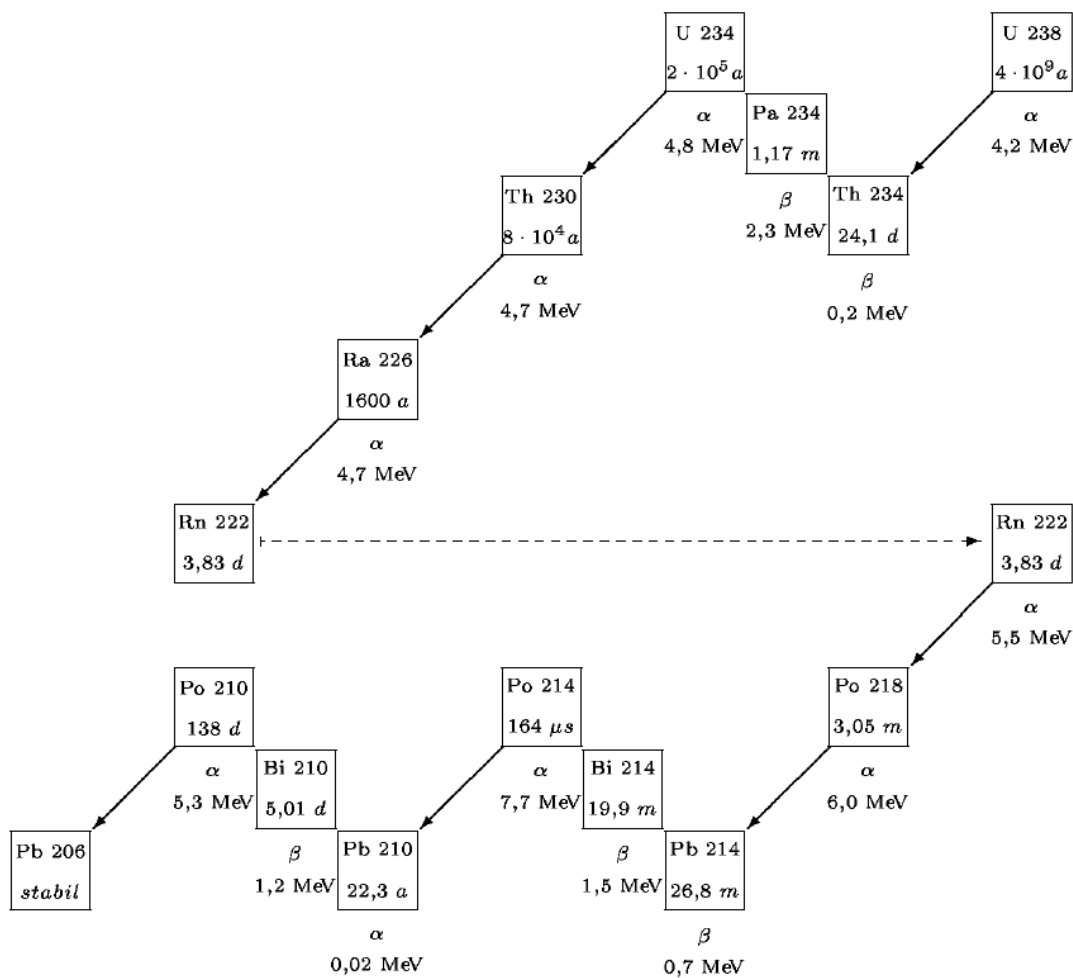 U 234
2 · 10⁵ a
α
4,8 MeV
U 238
4 · 10⁹ a
α
4,2 MeV
Pa 234
1,17 m
β
2,3 MeV
Th 230
8 · 10⁴ a
α
4,7 MeV
Th 234
24,1 d
β
0,2 MeV
Ra 226
1600 a
α
4,7 MeV
Rn 222
3,83 d
Rn 222
3,83 d
α
5,5 MeV
Po 210
138 d
α
5,3 MeV
Po 214
164 μs
α
7,7 MeV
Po 218
3,05 m
α
6,0 MeV
Bi 210
5,01 d
β
1,2 MeV
Bi 214
19,9 m
β
1,5 MeV
Pb 206
stabil
Pb 210
22,3 a
α
0,02 MeV
Pb 214
26,8 m
β
0,7 MeV